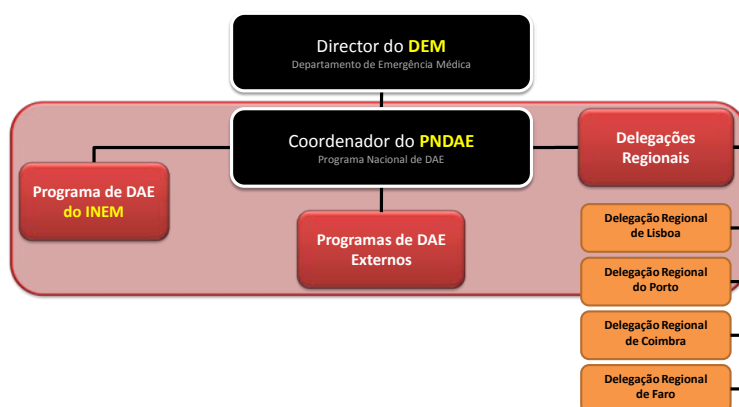 Director do DEM
Departamento de Emergência Médica
Coordenador do PNDAE
Programa Nacional de DAE
Delegações
Regionais
Programa de DAE
do INEM
Programas de DAE
Externos
Delegação Regional
de Lisboa
Delegação Regional
do Porto
Delegação Regional
de Coimbra
Delegação Regional
de Faro